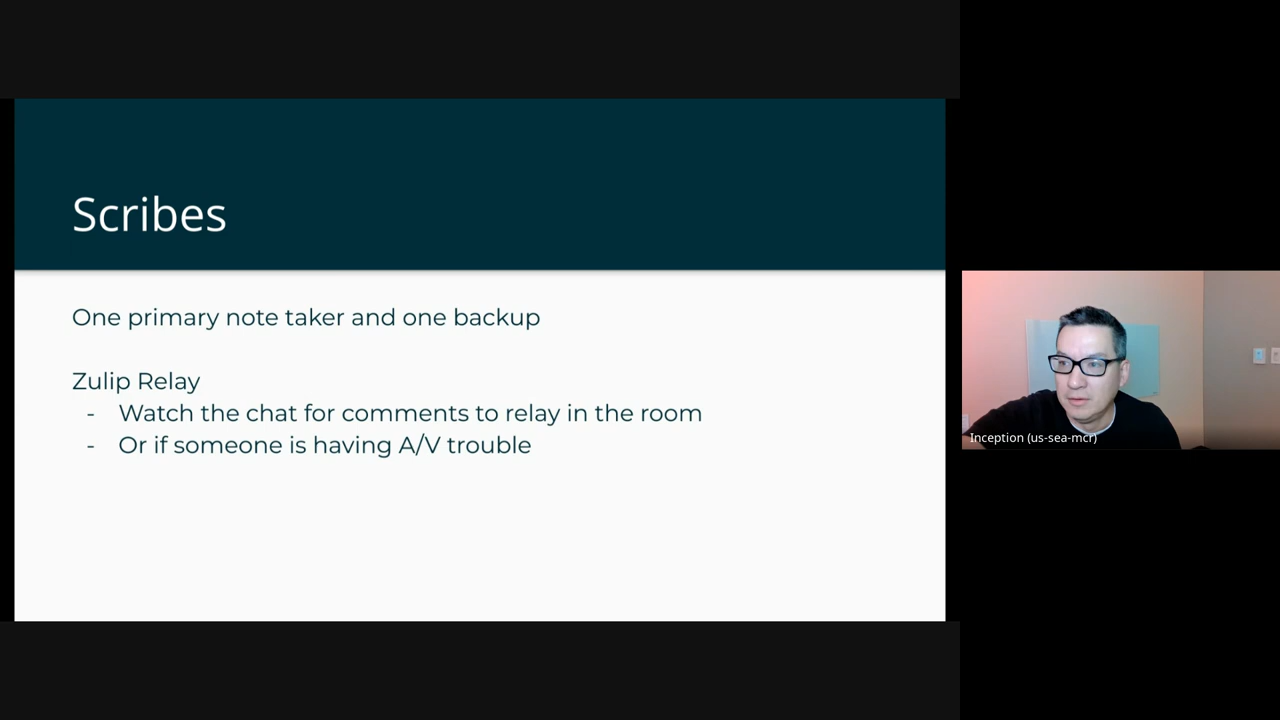 Scribes
One primary note taker and one backup
Zulip Relay
- Watch the chat for comments to relay in the room
- Or if someone is having A/V trouble
Inception (us-sea-mcr)